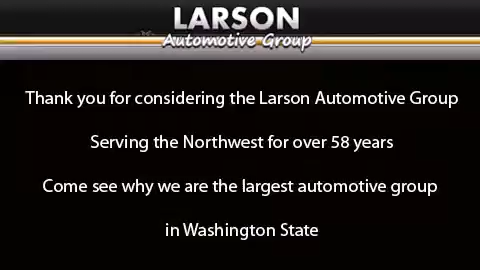 LARSON
Automotive Group
Thank you for considering the Larson Automotive Group
Serving the Northwest for over 58 years
Come see why we are the largest automotive group
in Washington State